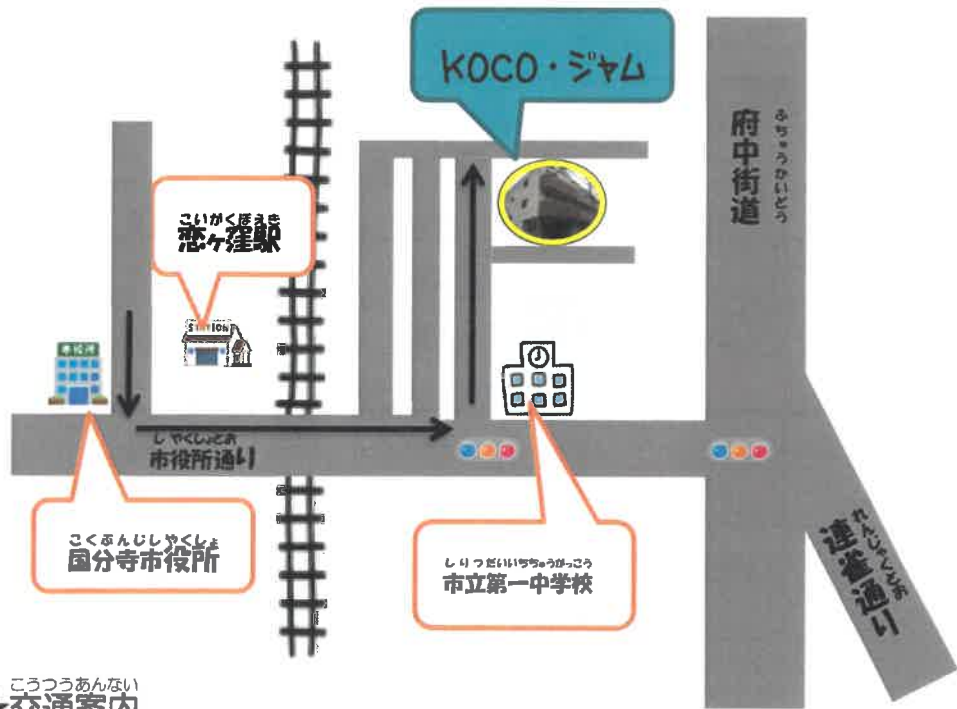 KOCO・ジャム
ふちゅうかいどう
府中街道
こいがくぼえき
恋ヶ窪駅
STATION
市役所
しやくしょどお
市役所通り
こくぶんじしやくしょ
国分寺市役所
しりつだいいちちゅうがっこう
市立第一中学校
れんじゃくどお
連雀通り
こうつうあんない
交通案内